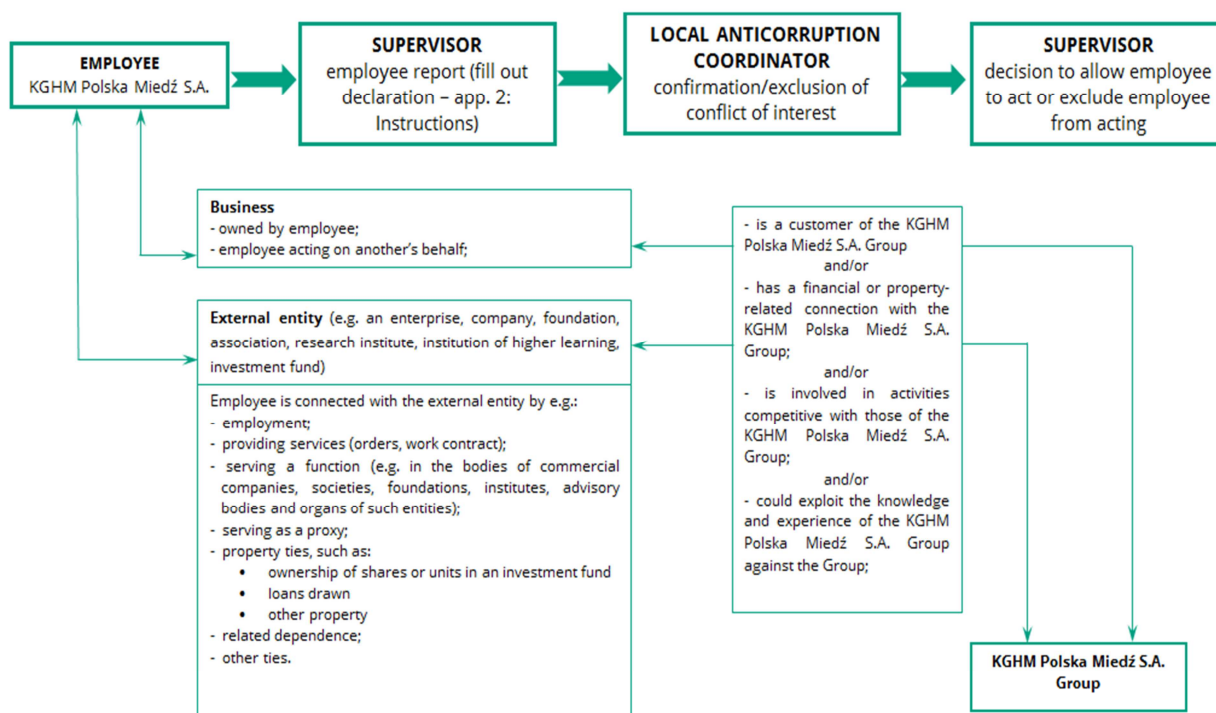 EMPLOYEE
KGHM Polska Miedź S.A.
SUPERVISOR
employee report (fill out
declaration – app. 2:
Instructions)
LOCAL ANTICORRUPTION
COORDINATOR
confirmation/exclusion of
conflict of interest
SUPERVISOR
decision to allow employee
to act or exclude employee
from acting
Business
- owned by employee;
- employee acting on another's behalf;
External entity (e.g. an enterprise, company, foundation,
association, research institute, institution of higher learning,
investment fund)
Employee is connected with the external entity by e.g.:
- employment;
- providing services (orders, work contract);
- serving a function (e.g. in the bodies of commercial
companies, societies, foundations, institutes, advisory
bodies and organs of such entities);
- serving as a proxy;
- property ties, such as:
• ownership of shares or units in an investment fund
• loans drawn
• other property
- related dependence;
- other ties.
- is a customer of the KGHM
Polska Miedź S.A. Group
and/or
- has a financial or property-
related connection with the
KGHM Polska Miedź S.A.
Group;
and/or
- is involved in activities
competitive with those of the
KGHM Polska Miedź S.A.
Group;
and/or
- could exploit the knowledge
and experience of the KGHM
Polska Miedź S.A. Group
against the Group;
KGHM Polska Miedź S.A.
Group